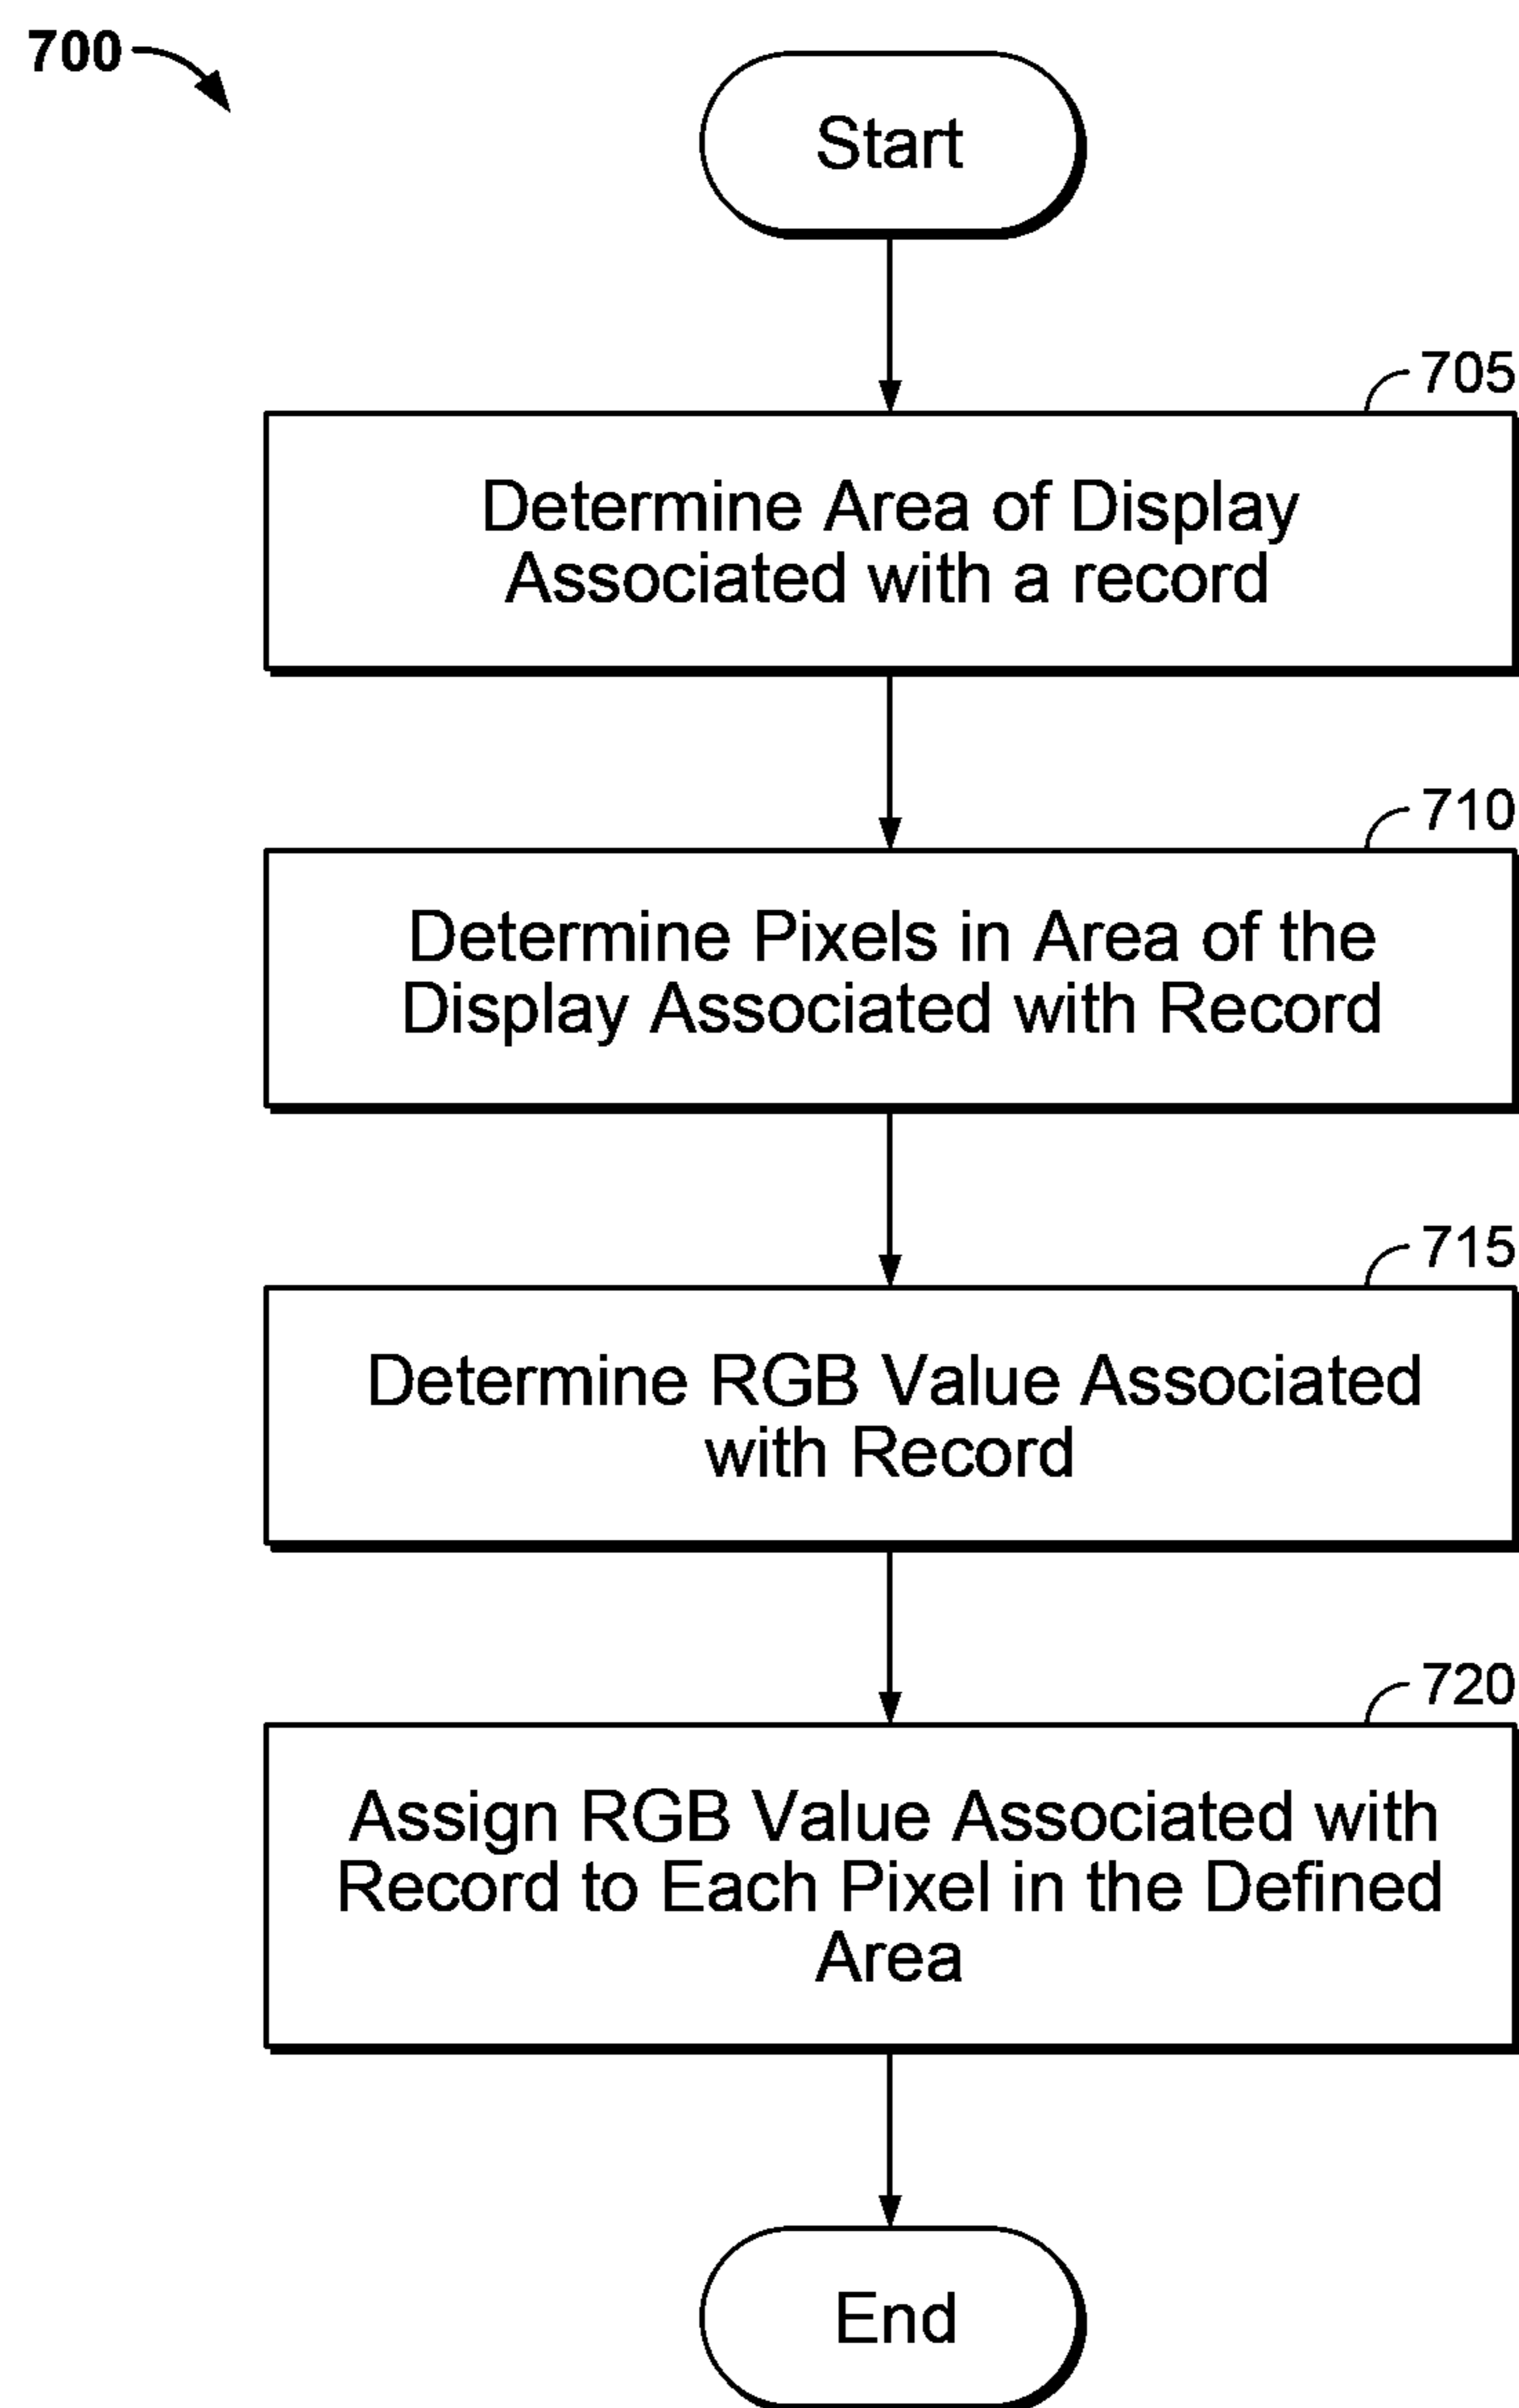 700
Start
705
Determine Area of Display
Associated with a record
710
Determine Pixels in Area of the
Display Associated with Record
715
Determine RGB Value Associated
with Record
720
Assign RGB Value Associated with
Record to Each Pixel in the Defined
Area
End